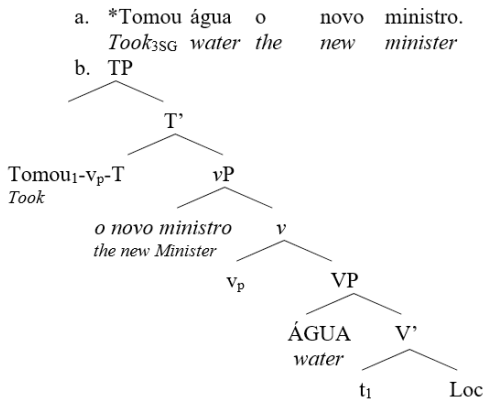 a. *Tomou água o novo ministro.
Took3SG water the new minister
b. TP
T’
Tomou1-vp-T vP
Took
o novo ministro v
the new Minister
vp VP
ÁGUA V’
water
t1 Loc